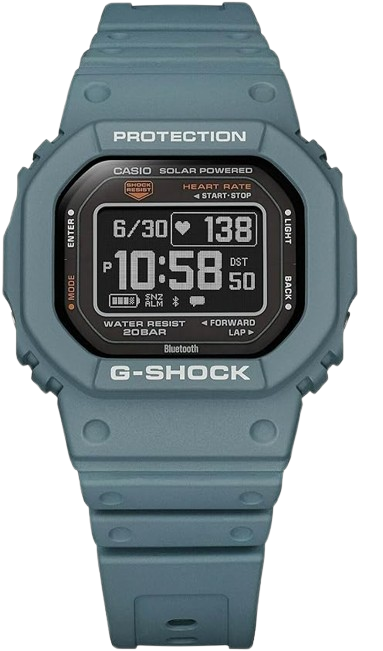 PROTECTION
CASIO SOLAR POWERED
SHOCK RESIST
HEART RATE
◄ START·STOP
ENTER
LIGHT
6/30 138
P 10:58 50
DST
SNZ
ALM
MODE
BACK
WATER RESIST
20BAR
◄ FORWARD
LAP ►
Bluetooth
G-SHOCK